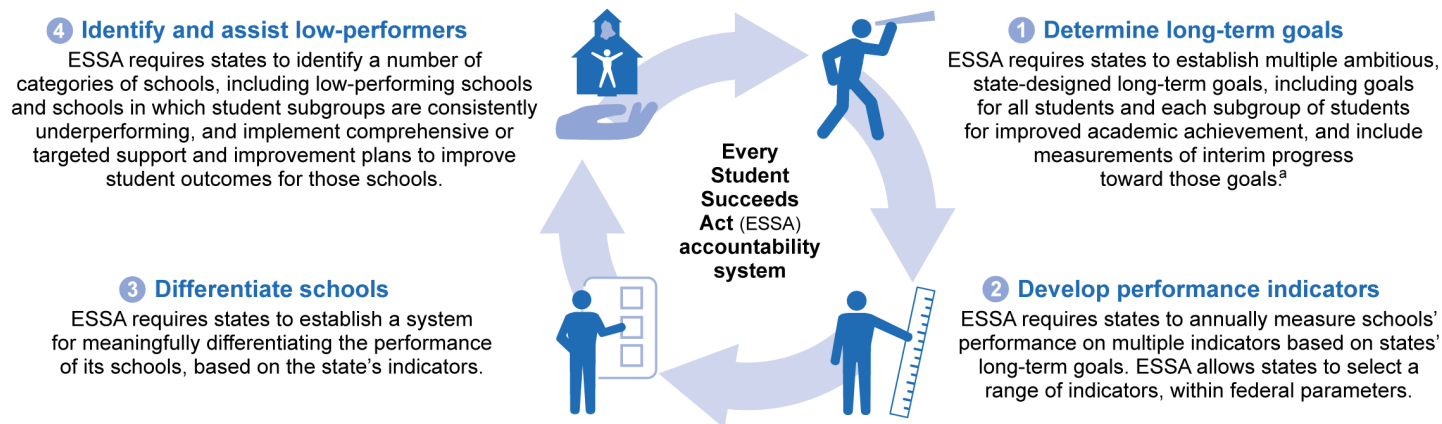 4 Identify and assist low-performers
ESSA requires states to identify a number of
categories of schools, including low-performing schools
and schools in which student subgroups are consistently
underperforming, and implement comprehensive or
targeted support and improvement plans to improve
student outcomes for those schools.
1 Determine long-term goals
ESSA requires states to establish multiple ambitious,
state-designed long-term goals, including goals
for all students and each subgroup of students
for improved academic achievement, and include
measurements of interim progress
toward those goals.a
Every
Student
Succeeds
Act (ESSA)
accountability
system
3 Differentiate schools
ESSA requires states to establish a system
for meaningfully differentiating the performance
of its schools, based on the state’s indicators.
2 Develop performance indicators
ESSA requires states to annually measure schools’
performance on multiple indicators based on states’
long-term goals. ESSA allows states to select a
range of indicators, within federal parameters.